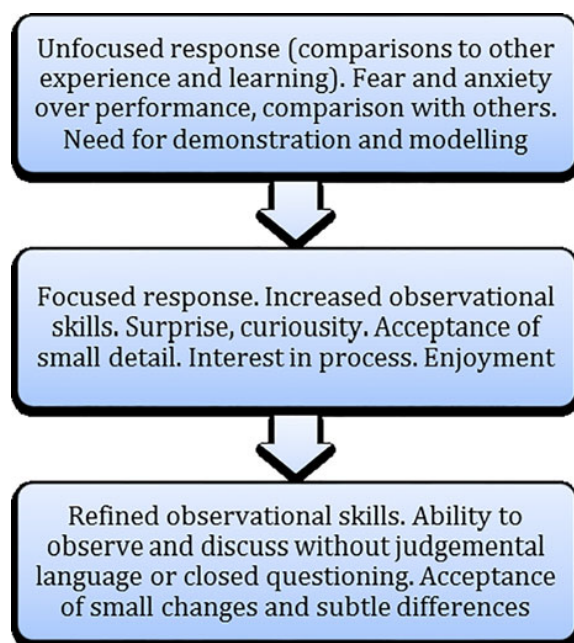 Unfocused response (comparisons to other
experience and learning). Fear and anxiety
over performance, comparison with others.
Need for demonstration and modelling
Focused response. Increased observational
skills. Surprise, curiousity. Acceptance of
small detail. Interest in process. Enjoyment
Refined observational skills. Ability to
observe and discuss without judgemental
language or closed questioning. Acceptance
of small changes and subtle differences